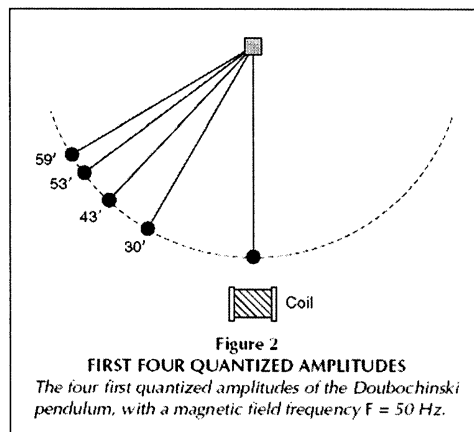 59'
53'
43'
30'
Coil
Figure 2
FIRST FOUR QUANTIZED AMPLITUDES
The four first quantized amplitudes of the Doubochinski
pendulum, with a magnetic field frequency F = 50 Hz.